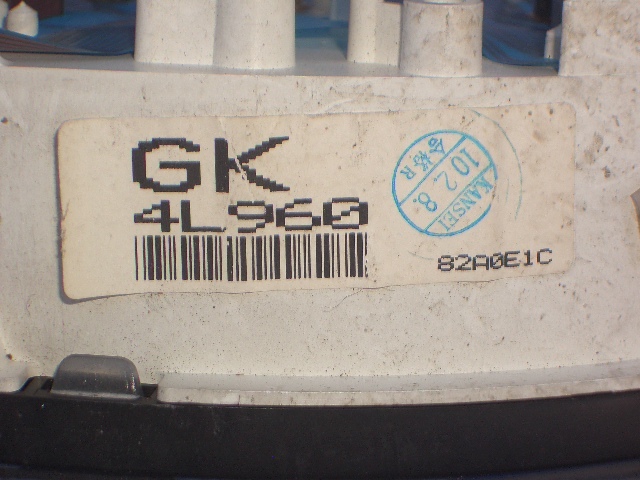 GK
4L960
合格 R
10.2.8.
KANSEI
82A0E1C